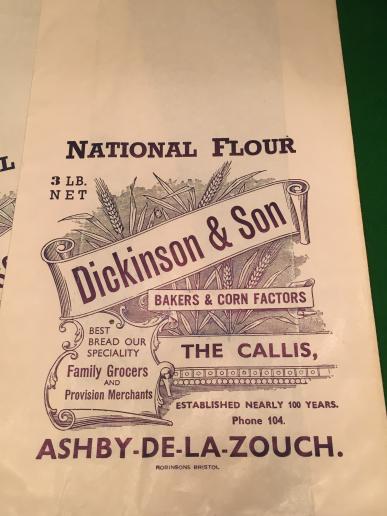 NATIONAL FLOUR
L
3 LB.
NET
Dickinson & Son
BAKERS & CORN FACTORS
BEST
BREAD OUR
SPECIALITY
Family Grocers
AND
Provision Merchants
THE CALLIS,
ESTABLISHED NEARLY 100 YEARS.
Phone 104.
ASHBY-DE-LA-ZOUCH.
ROBINSONS BRISTOL